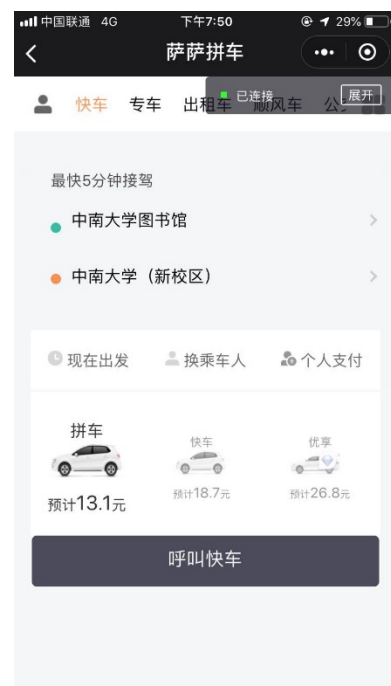 中国联通 4G 下午7:50 29%
萨萨拼车
快车 专车 出租车 顺风车
已连接 展开
最快5分钟接驾
中南大学图书馆
中南大学（新校区）
现在出发 换乘车人 个人支付
拼车 快车 优享
预计13.1元 预计18.7元 预计26.8元
呼叫快车